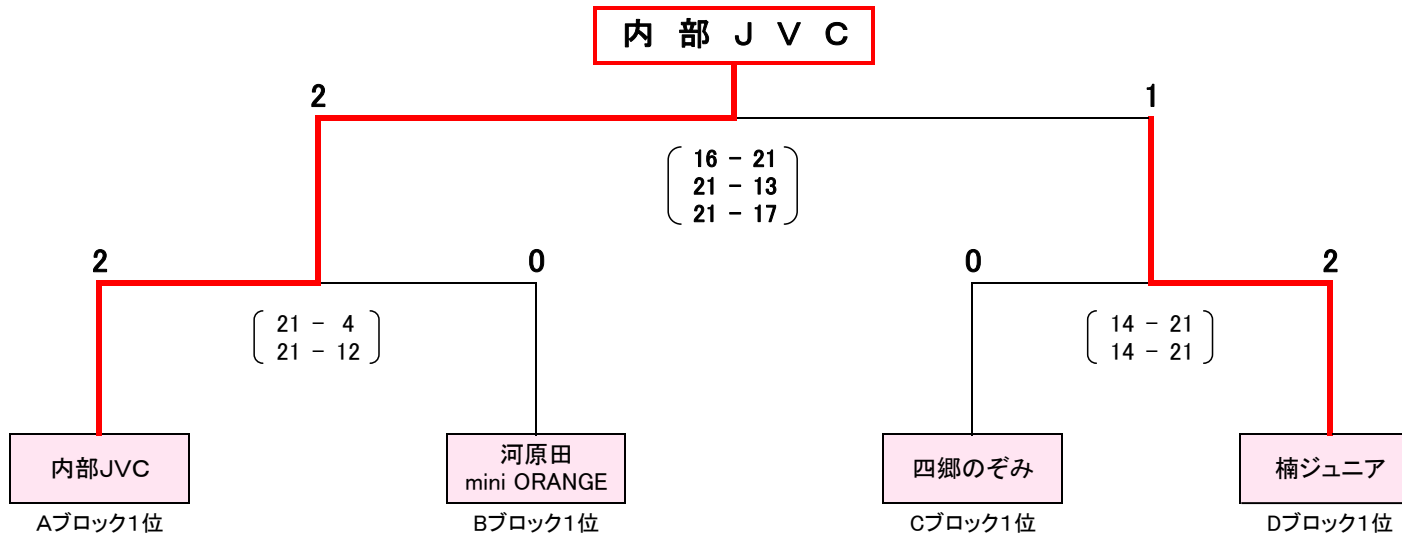 内 部 Ｊ Ｖ Ｃ
2
1
16 － 21
21 － 13
21 － 17
2
0
0
2
21 － 4
21 － 12
14 － 21
14 － 21
内部JVC
河原田
mini ORANGE
四郷のぞみ
楠ジュニア
Aブロック１位
Bブロック１位
Cブロック１位
Dブロック１位